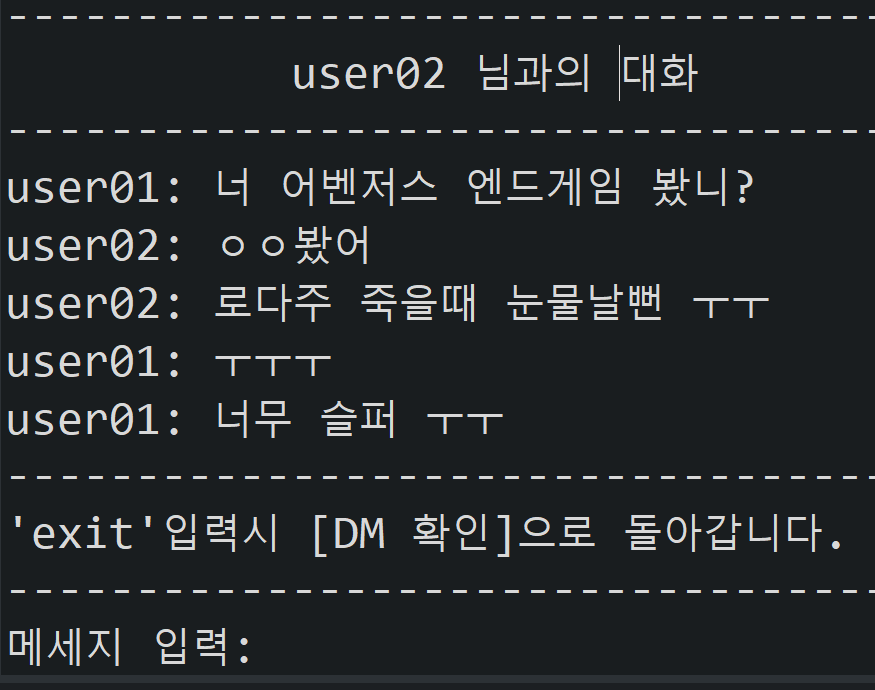 ----------------------------------
user02 님과의 대화
----------------------------------
user01: 너 어벤저스 엔드게임 봤니?
user02: ㅇㅇ봤어
user02: 로다주 죽을때 눈물날뻔 ㅜㅜ
user01: ㅜㅜㅜ
user01: 너무 슬퍼 ㅜㅜ
----------------------------------
'exit'입력시 [DM 확인]으로 돌아갑니다.
----------------------------------
메세지 입력: